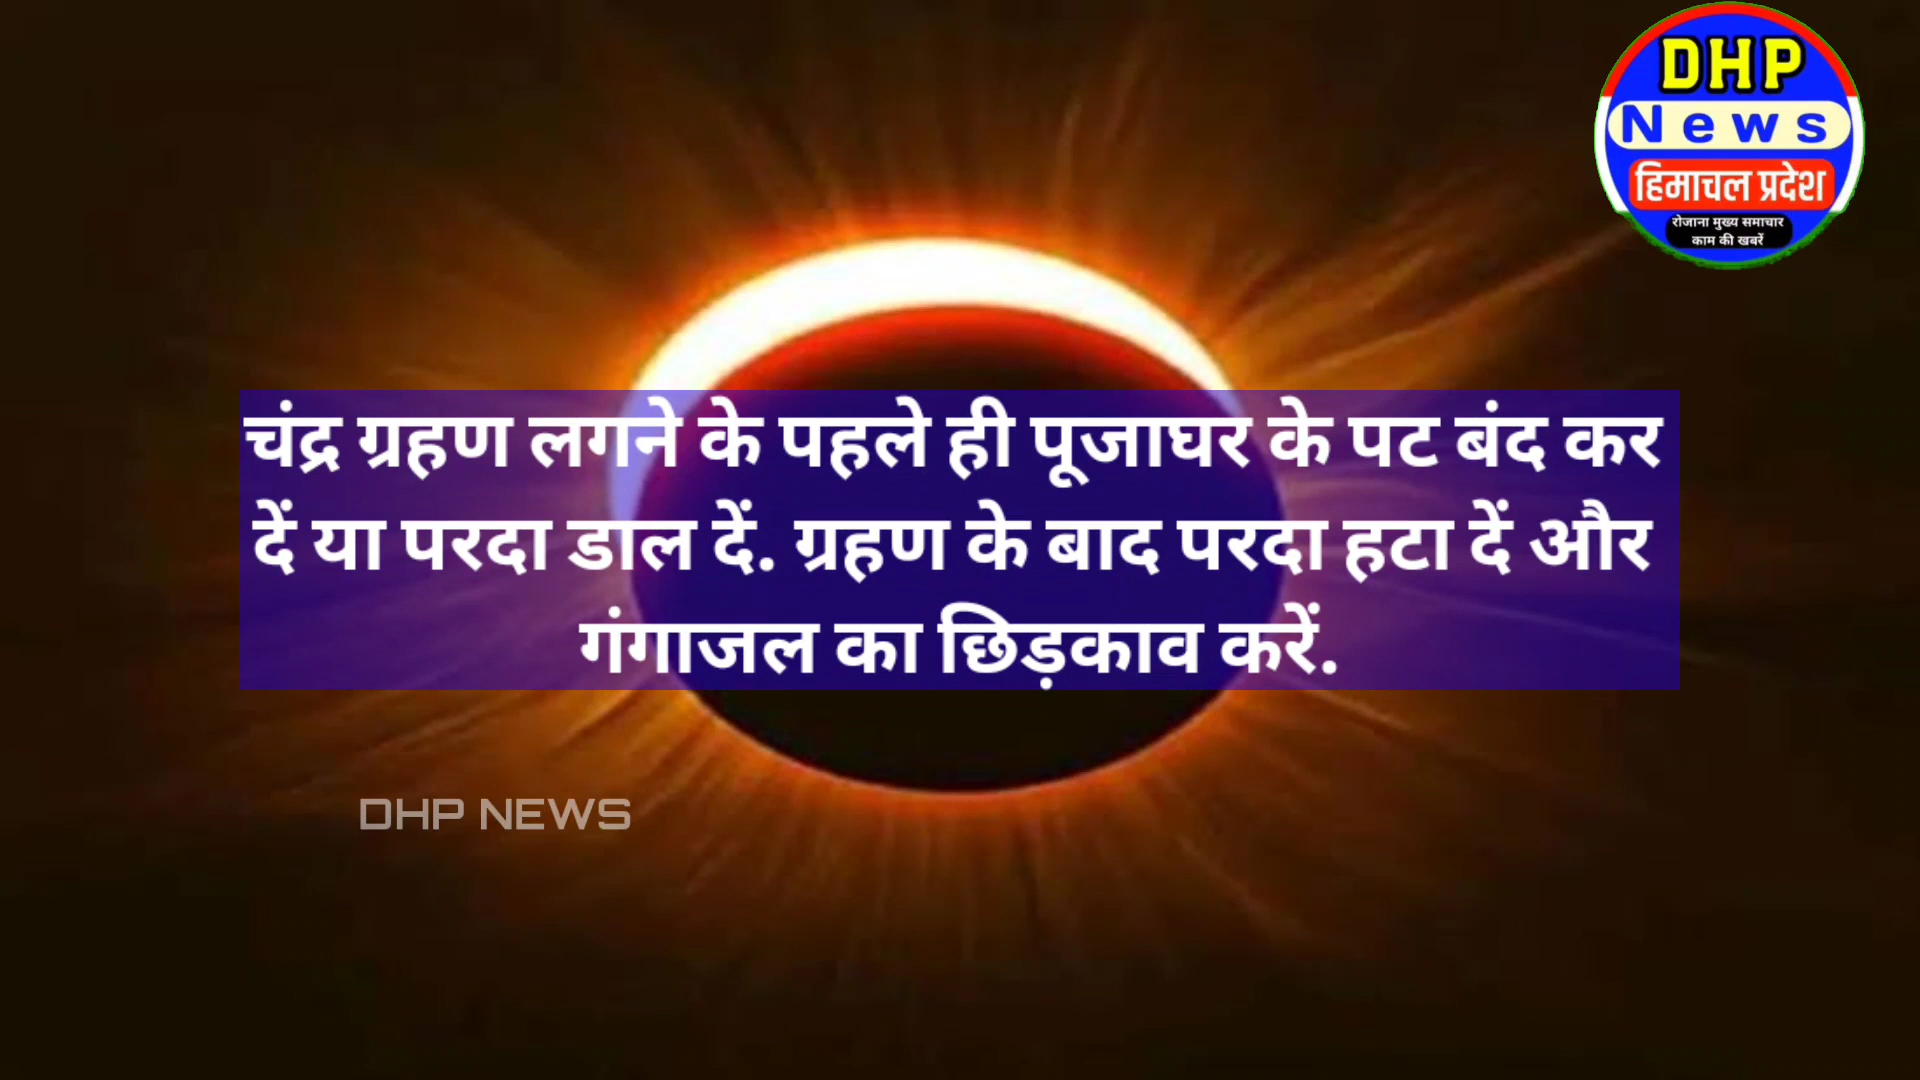 DHP
News
हिमाचल प्रदेश
रोजाना मुख्य समाचार
काम की खबरें
चंद्र ग्रहण लगने के पहले ही पूजाघर के पट बंद कर
दें या परदा डाल दें. ग्रहण के बाद परदा हटा दें और
गंगाजल का छिड़काव करें.
DHP NEWS